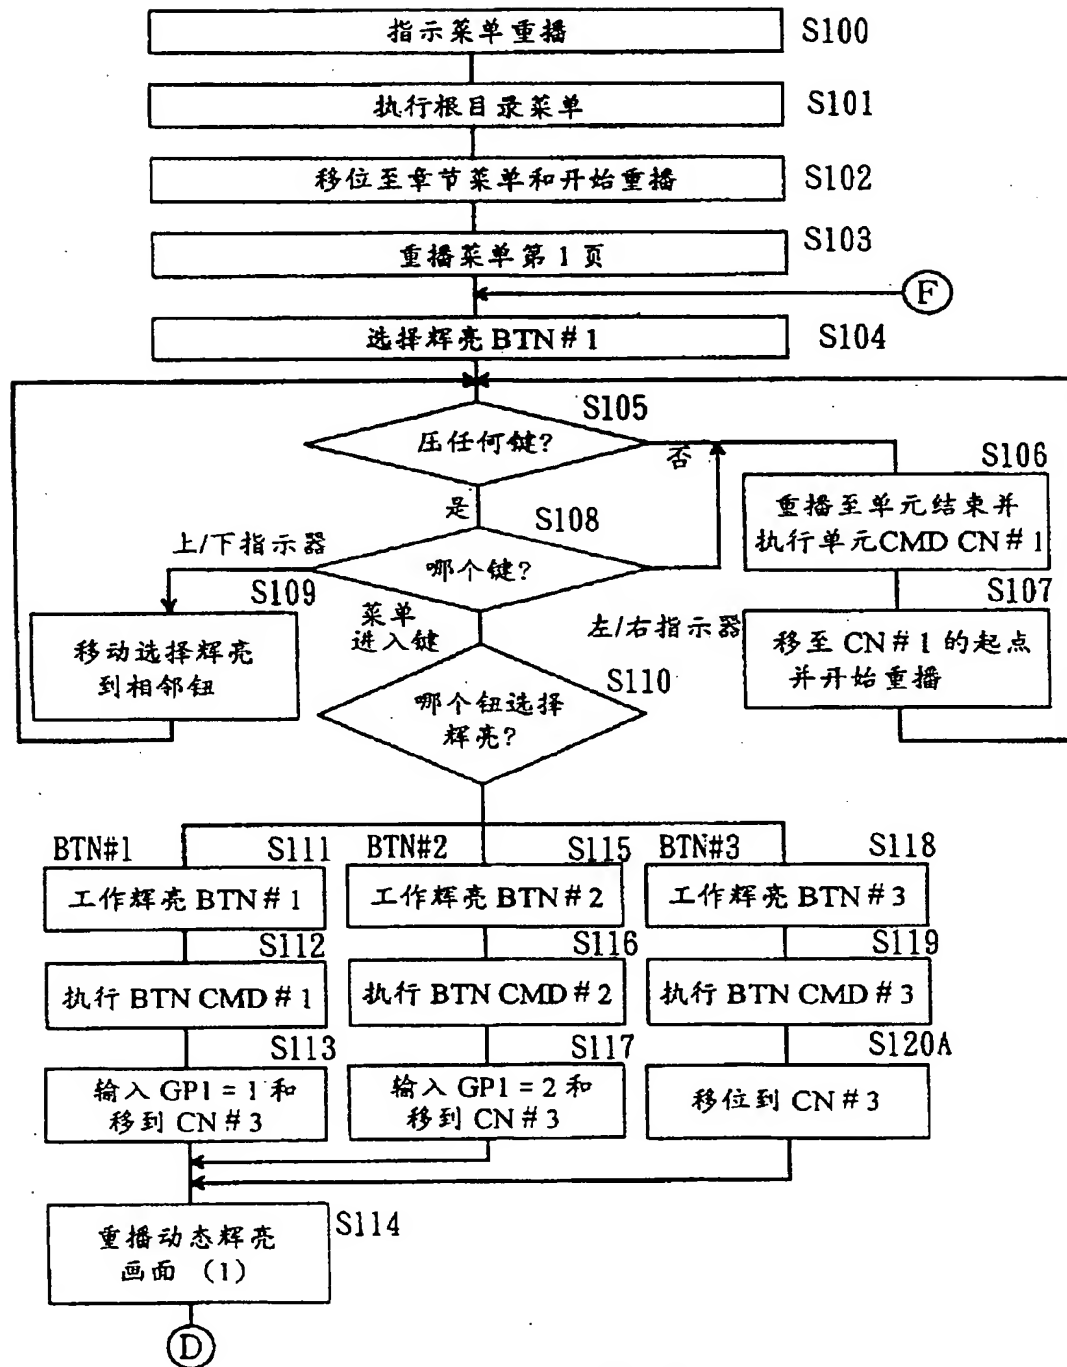 指示菜单重播
S100
执行根目录菜单
S101
移位至章节菜单和开始重播
S102
重播菜单第1页
S103
F
选择辉亮BTN#1
S104
S105
压任何键?
否
是
S106
重播至单元结束并
执行单元CMD CN#1
S108
上/下指示器
哪个键?
S109
菜单
进入键
左/右指示器
S107
移动选择辉亮
到相邻钮
移至 CN#1 的起点
并开始重播
S110
哪个钮选择
辉亮?
BTN#1
S111
BTN#2
S115
BTN#3
S118
工作辉亮 BTN#1
工作辉亮 BTN#2
工作辉亮 BTN#3
S112
S116
S119
执行 BTN CMD#1
执行 BTN CMD#2
执行 BTN CMD#3
S113
S117
S120A
输入 GP1=1 和
移到 CN#3
输入 GP1=2 和
移到 CN#3
移位到 CN#3
S114
重播动态辉亮
画面 (1)
D